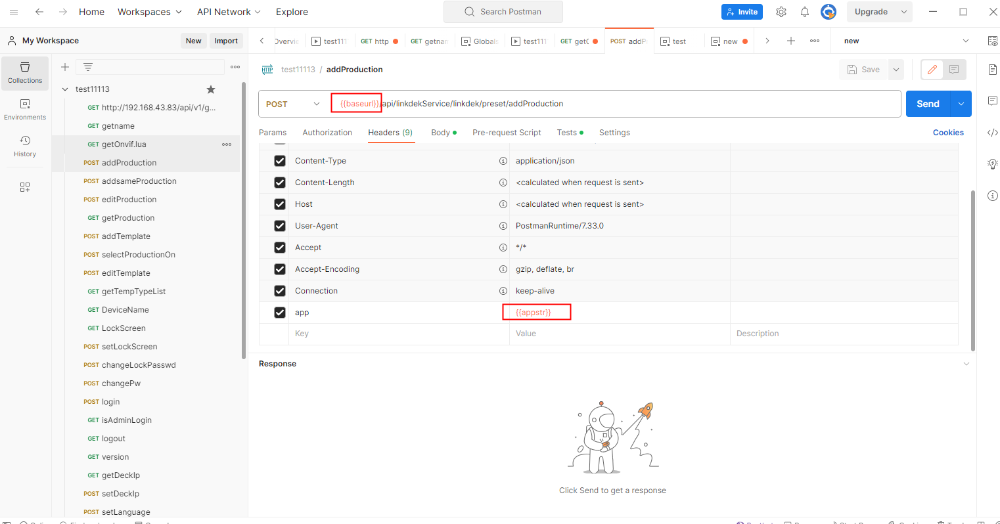 Home Workspaces API Network Explore Search Postman Invite Upgrade
My Workspace New Import Overvie test111 GET http GET getnam Globals test111 GET getO POST addPr test new new
Collections
Environments
History
test11113
GET http://192.168.43.83/api/v1/g...
GET getname
GET getOnvif.lua
POST addProduction
POST addsameProduction
POST editProduction
GET getProduction
POST addTemplate
POST selectProductionOn
POST editTemplate
GET getTempTypeList
GET DeviceName
GET LockScreen
POST setLockScreen
POST changeLockPasswd
POST changePw
POST login
GET isAdminLogin
GET logout
GET version
GET getDeckIp
POST setDeckIp
POST setLanguage
HTTP test11113 / addProduction Save
POST {{baseurl}}/api/linkdekService/linkdek/preset/addProduction Send
Params Authorization Headers (9) Body Pre-request Script Tests Settings Cookies
Content-Type application/json
Content-Length <calculated when request is sent>
Host <calculated when request is sent>
User-Agent PostmanRuntime/7.33.0
Accept */*
Accept-Encoding gzip, deflate, br
Connection keep-alive
app {{appstr}}
Key Value Description
Response
Click Send to get a response